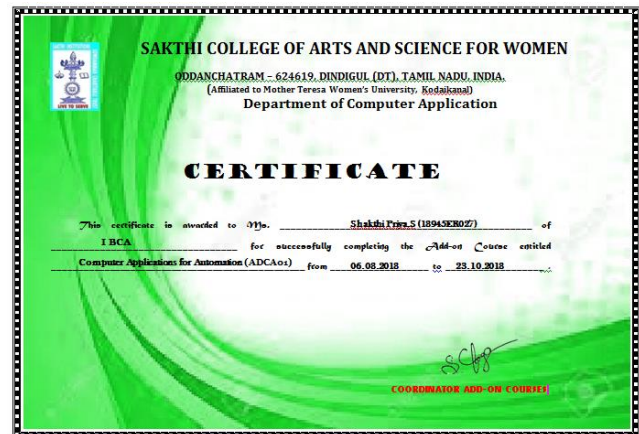 SAKTHI COLLEGE OF ARTS AND SCIENCE FOR WOMEN
ODDANCHATRAM – 624619, DINDIGUL (DT), TAMIL NADU, INDIA.
(Affiliated to Mother Teresa Women's University, Kodaikanal)
Department of Computer Application
CERTIFICATE
This certificate is awarded to Ms. Shakthi Priya.S (18945ER027) of
I BCA for successfully completing the Add-on Course entitled
Computer Applications for Automation (ADCA01) from 06.08.2018 to 23.10.2018.
COORDINATOR ADD-ON COURSES
LIVE TO SERVE